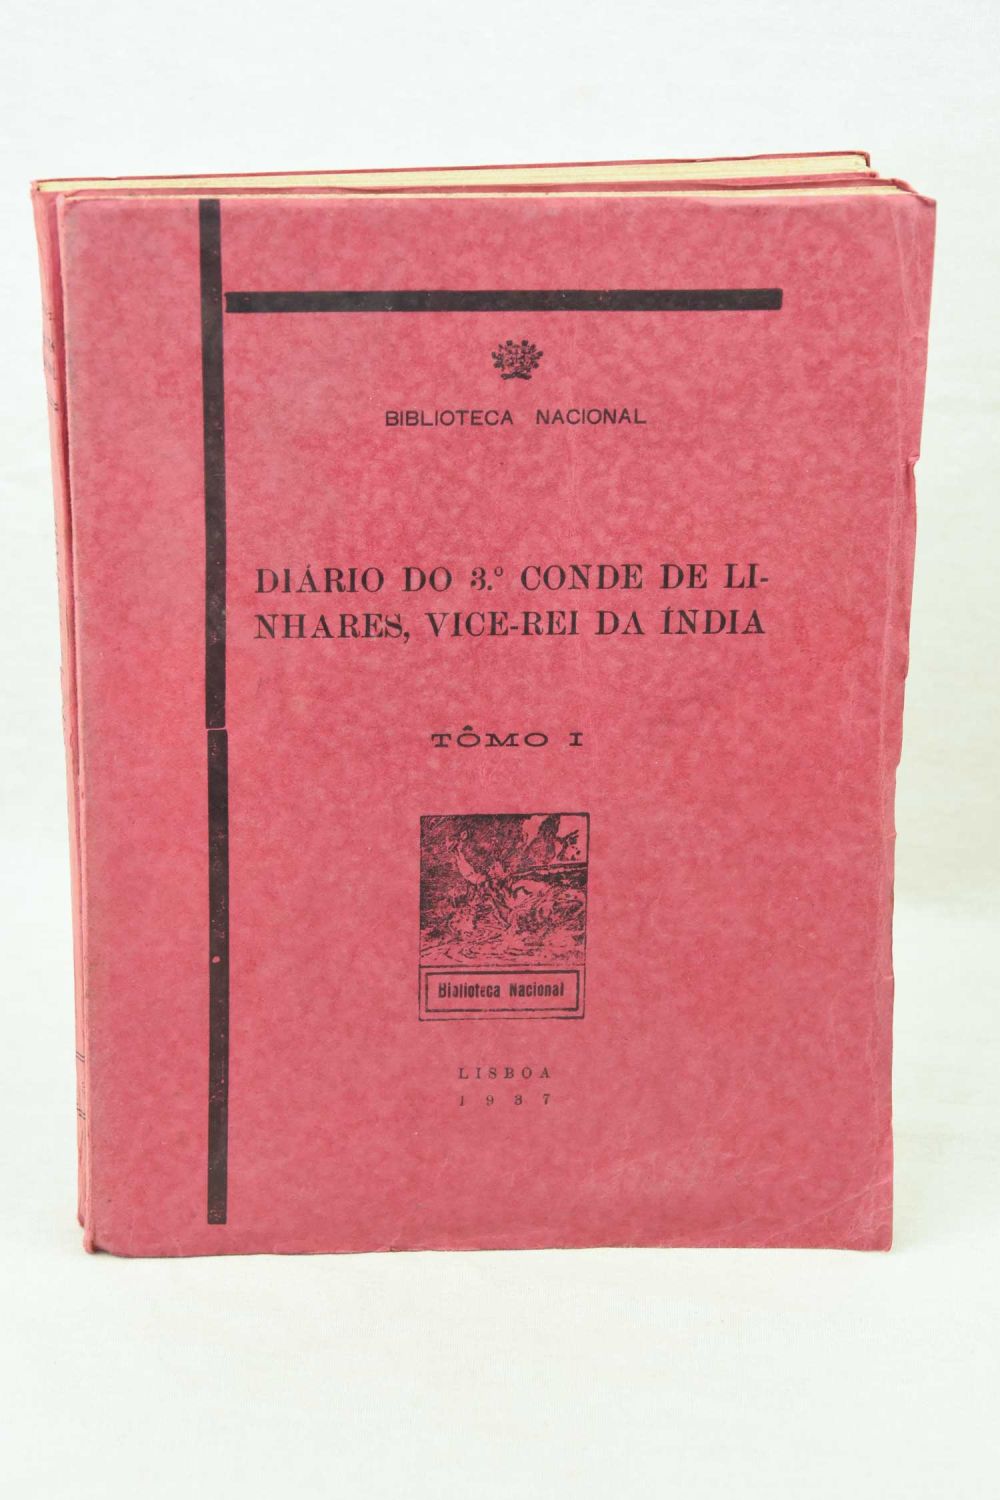 BIBLIOTECA NACIONAL
DIÁRIO DO 3.º CONDE DE LI-
NHARES, VICE-REI DA ÍNDIA
TÔMO I
Biblioteca Nacional
LISBOA
1937